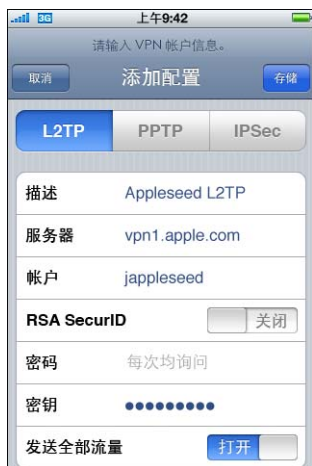 3G 上午9:42
请输入 VPN 帐户信息。
取消 添加配置 存储
L2TP PPTP IPSec
描述 Appleseed L2TP
服务器 vpn1.apple.com
帐户 jappleseed
RSA SecurID 关闭
密码 每次均询问
密钥 •••••••••
发送全部流量 打开